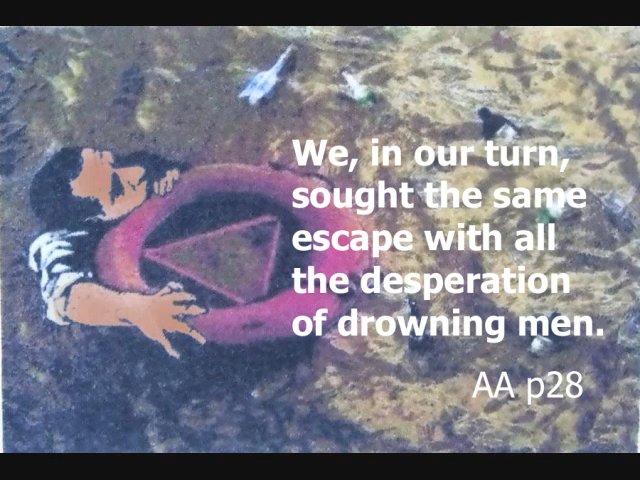 We, in our turn,
sought the same
escape with all
the desperation
of drowning men.
AA p28